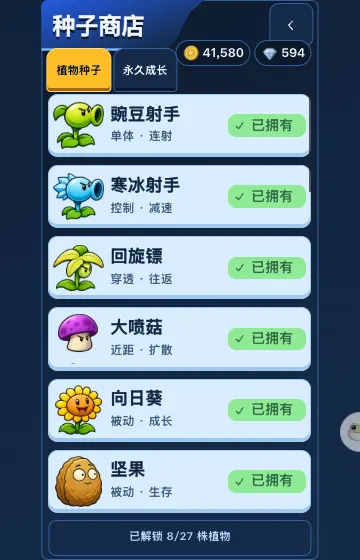 种子商店
41,580
594
植物种子
永久成长
豌豆射手
单体 · 连射
✓ 已拥有
寒冰射手
控制 · 减速
✓ 已拥有
回旋镖
穿透 · 往返
✓ 已拥有
大喷菇
近距 · 扩散
✓ 已拥有
向日葵
被动 · 成长
✓ 已拥有
坚果
被动 · 生存
✓ 已拥有
已解锁 8/27 株植物